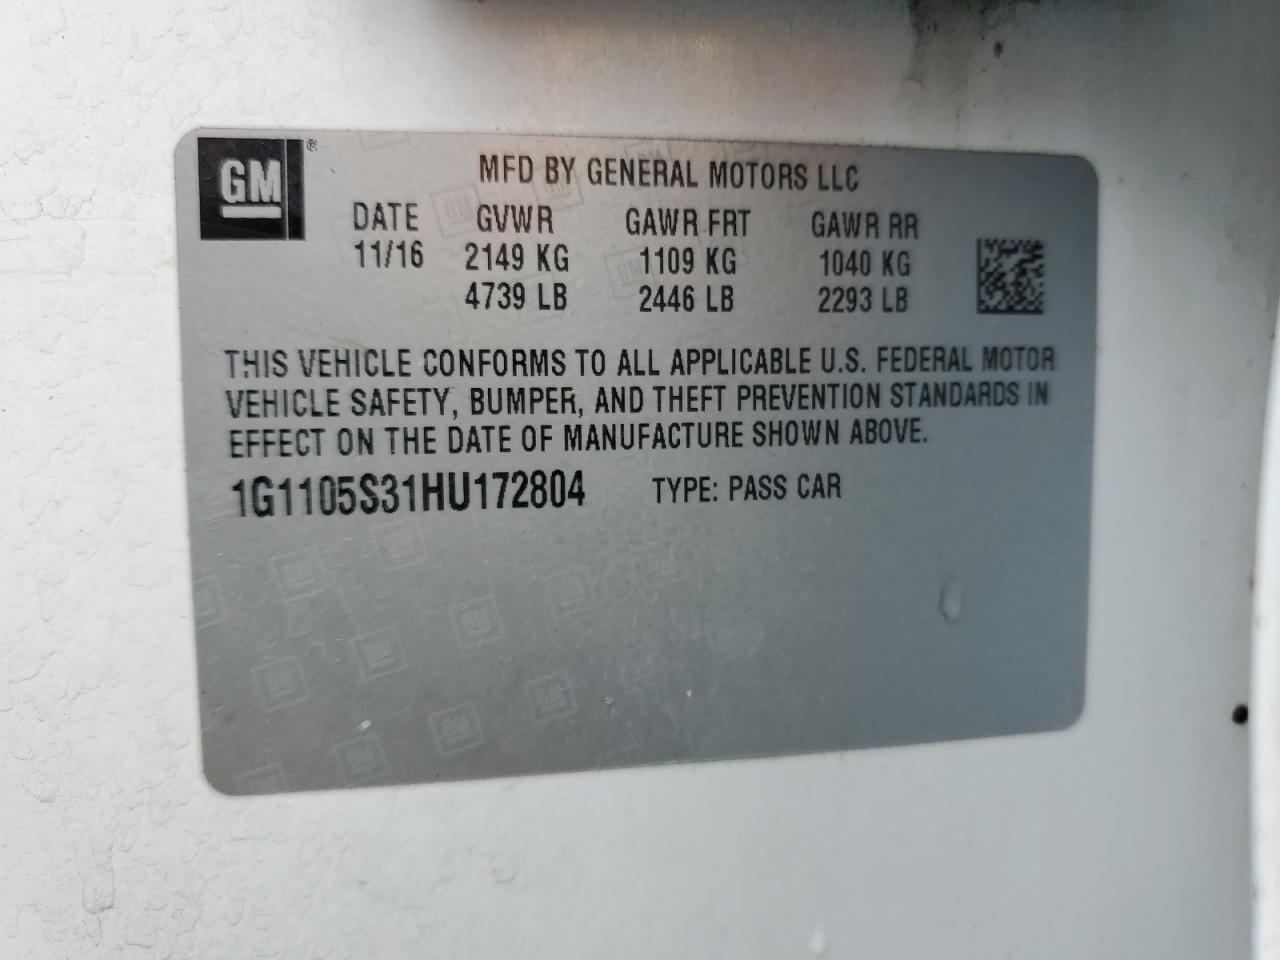 GM®
MFD BY GENERAL MOTORS LLC
DATE GVWR GAWR FRT GAWR RR
11/16 2149 KG 1109 KG 1040 KG
4739 LB 2446 LB 2293 LB
THIS VEHICLE CONFORMS TO ALL APPLICABLE U.S. FEDERAL MOTOR
VEHICLE SAFETY, BUMPER, AND THEFT PREVENTION STANDARDS IN
EFFECT ON THE DATE OF MANUFACTURE SHOWN ABOVE.
1G1105S31HU172804 TYPE: PASS CAR